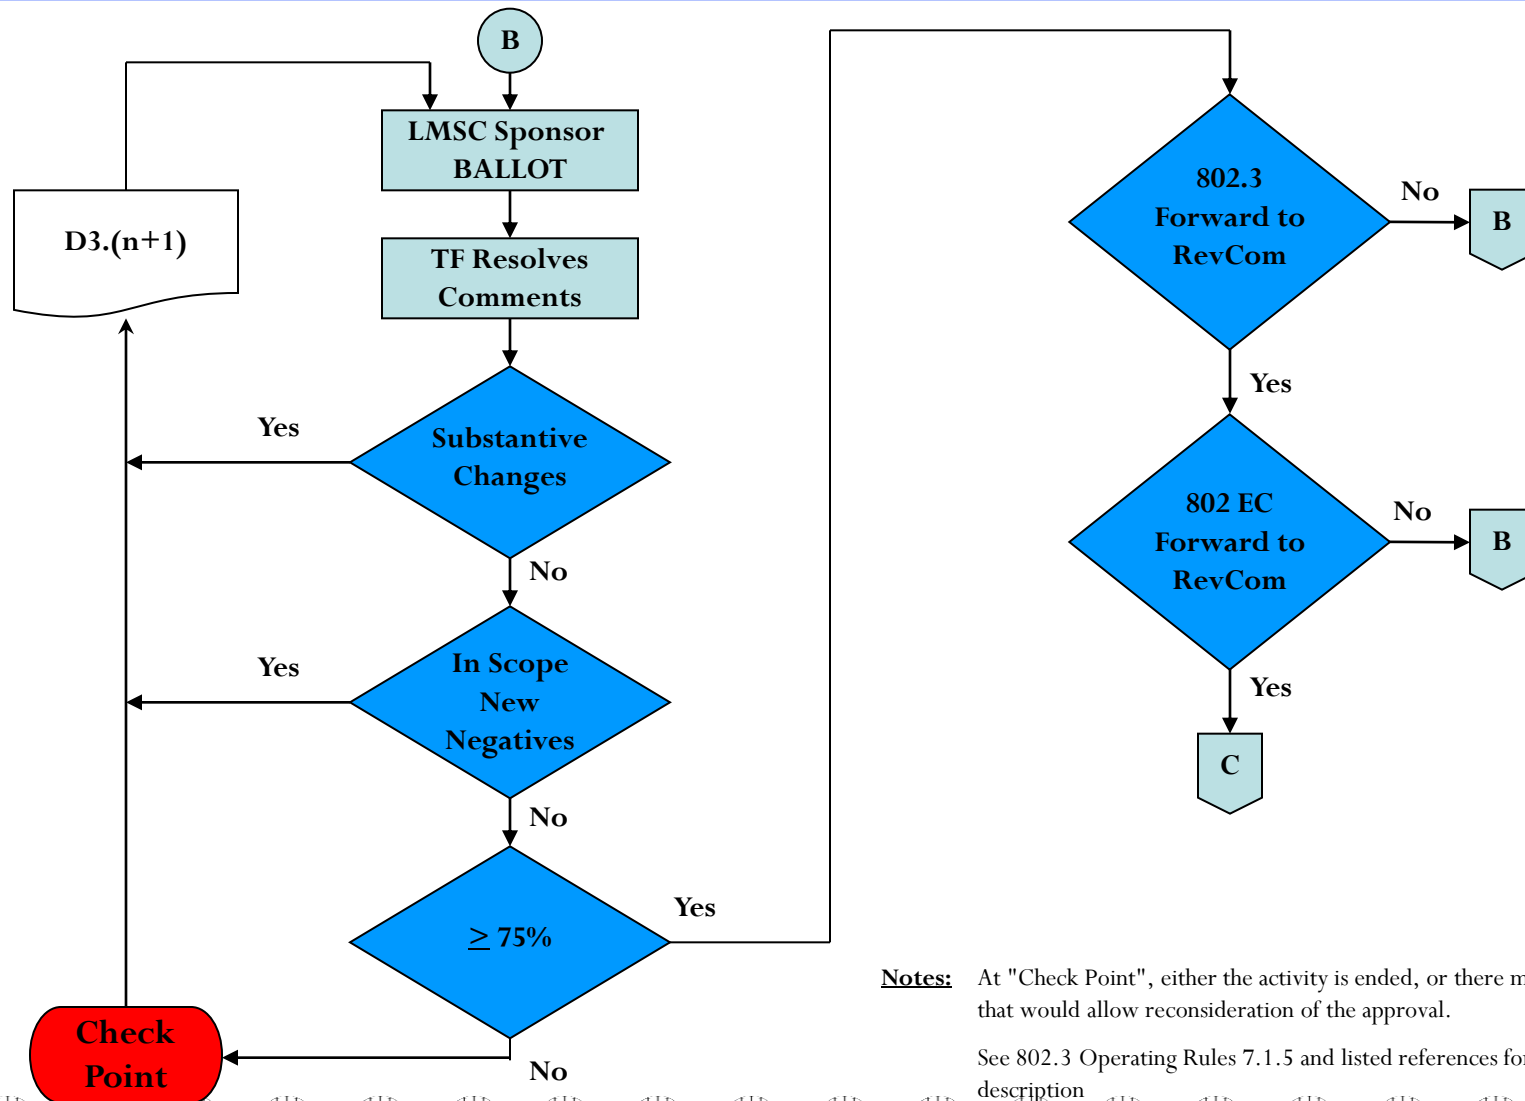 B
LMSC Sponsor
BALLOT
D3.(n+1)
TF Resolves
Comments
Yes
Substantive
Changes
No
Yes
In Scope
New
Negatives
No
≥ 75%
Yes
No
Check
Point
802.3
Forward to
RevCom
No
B
Yes
802 EC
Forward to
RevCom
No
B
Yes
C
Notes: At "Check Point", either the activity is ended, or there
that would allow reconsideration of the approval.
See 802.3 Operating Rules 7.1.5 and listed references for
description